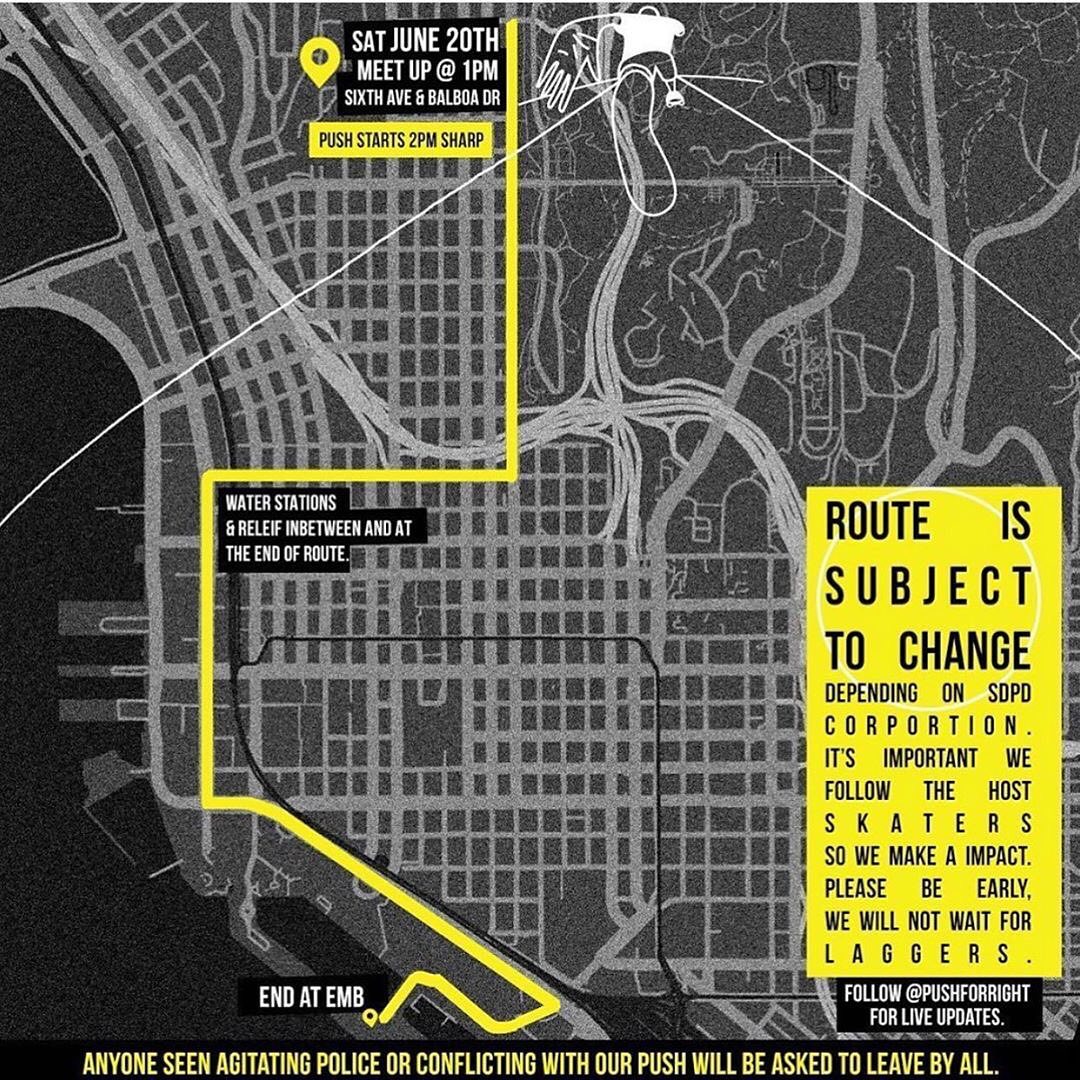 SAT JUNE 20TH
MEET UP @ 1PM
SIXTH AVE & BALBOA DR
PUSH STARTS 2PM SHARP
WATER STATIONS
& RELEIF INBETWEEN AND AT
THE END OF ROUTE.
ROUTE IS
SUBJECT
TO CHANGE
DEPENDING ON SDPD
CORPORTION.
IT'S IMPORTANT WE
FOLLOW THE HOST
SKATERS
SO WE MAKE A IMPACT.
PLEASE BE EARLY,
WE WILL NOT WAIT FOR
LAGGERS.
FOLLOW @PUSHFORRIGHT
FOR LIVE UPDATES.
END AT EMB
ANYONE SEEN AGITATING POLICE OR CONFLICTING WITH OUR PUSH WILL BE ASKED TO LEAVE BY ALL.